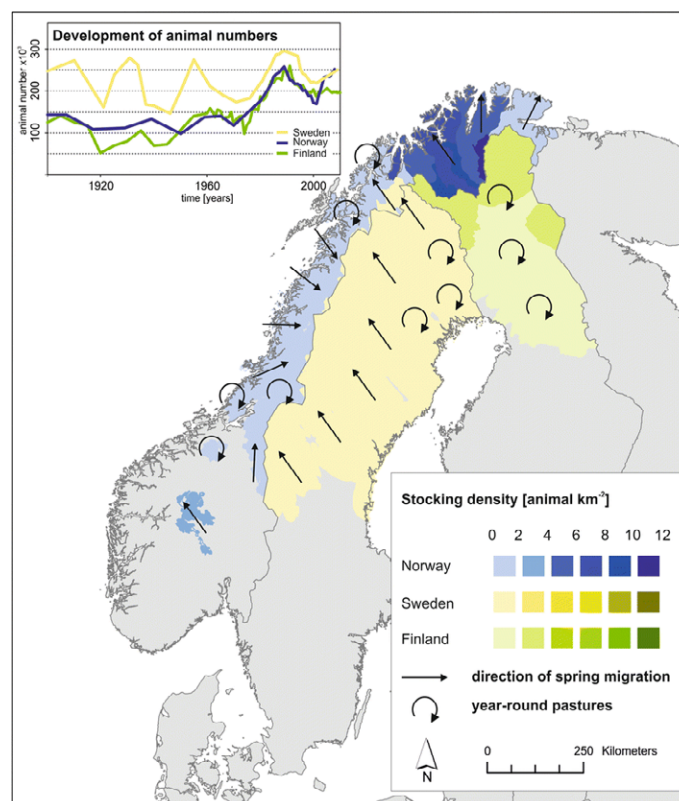 Development of animal numbers
animal number x10³
300
200
100
1920
1960
2000
time [years]
Sweden
Norway
Finland
Stocking density [animal km⁻²]
0 2 4 6 8 10 12
Norway
Sweden
Finland
direction of spring migration
year-round pastures
N
0 250 Kilometers